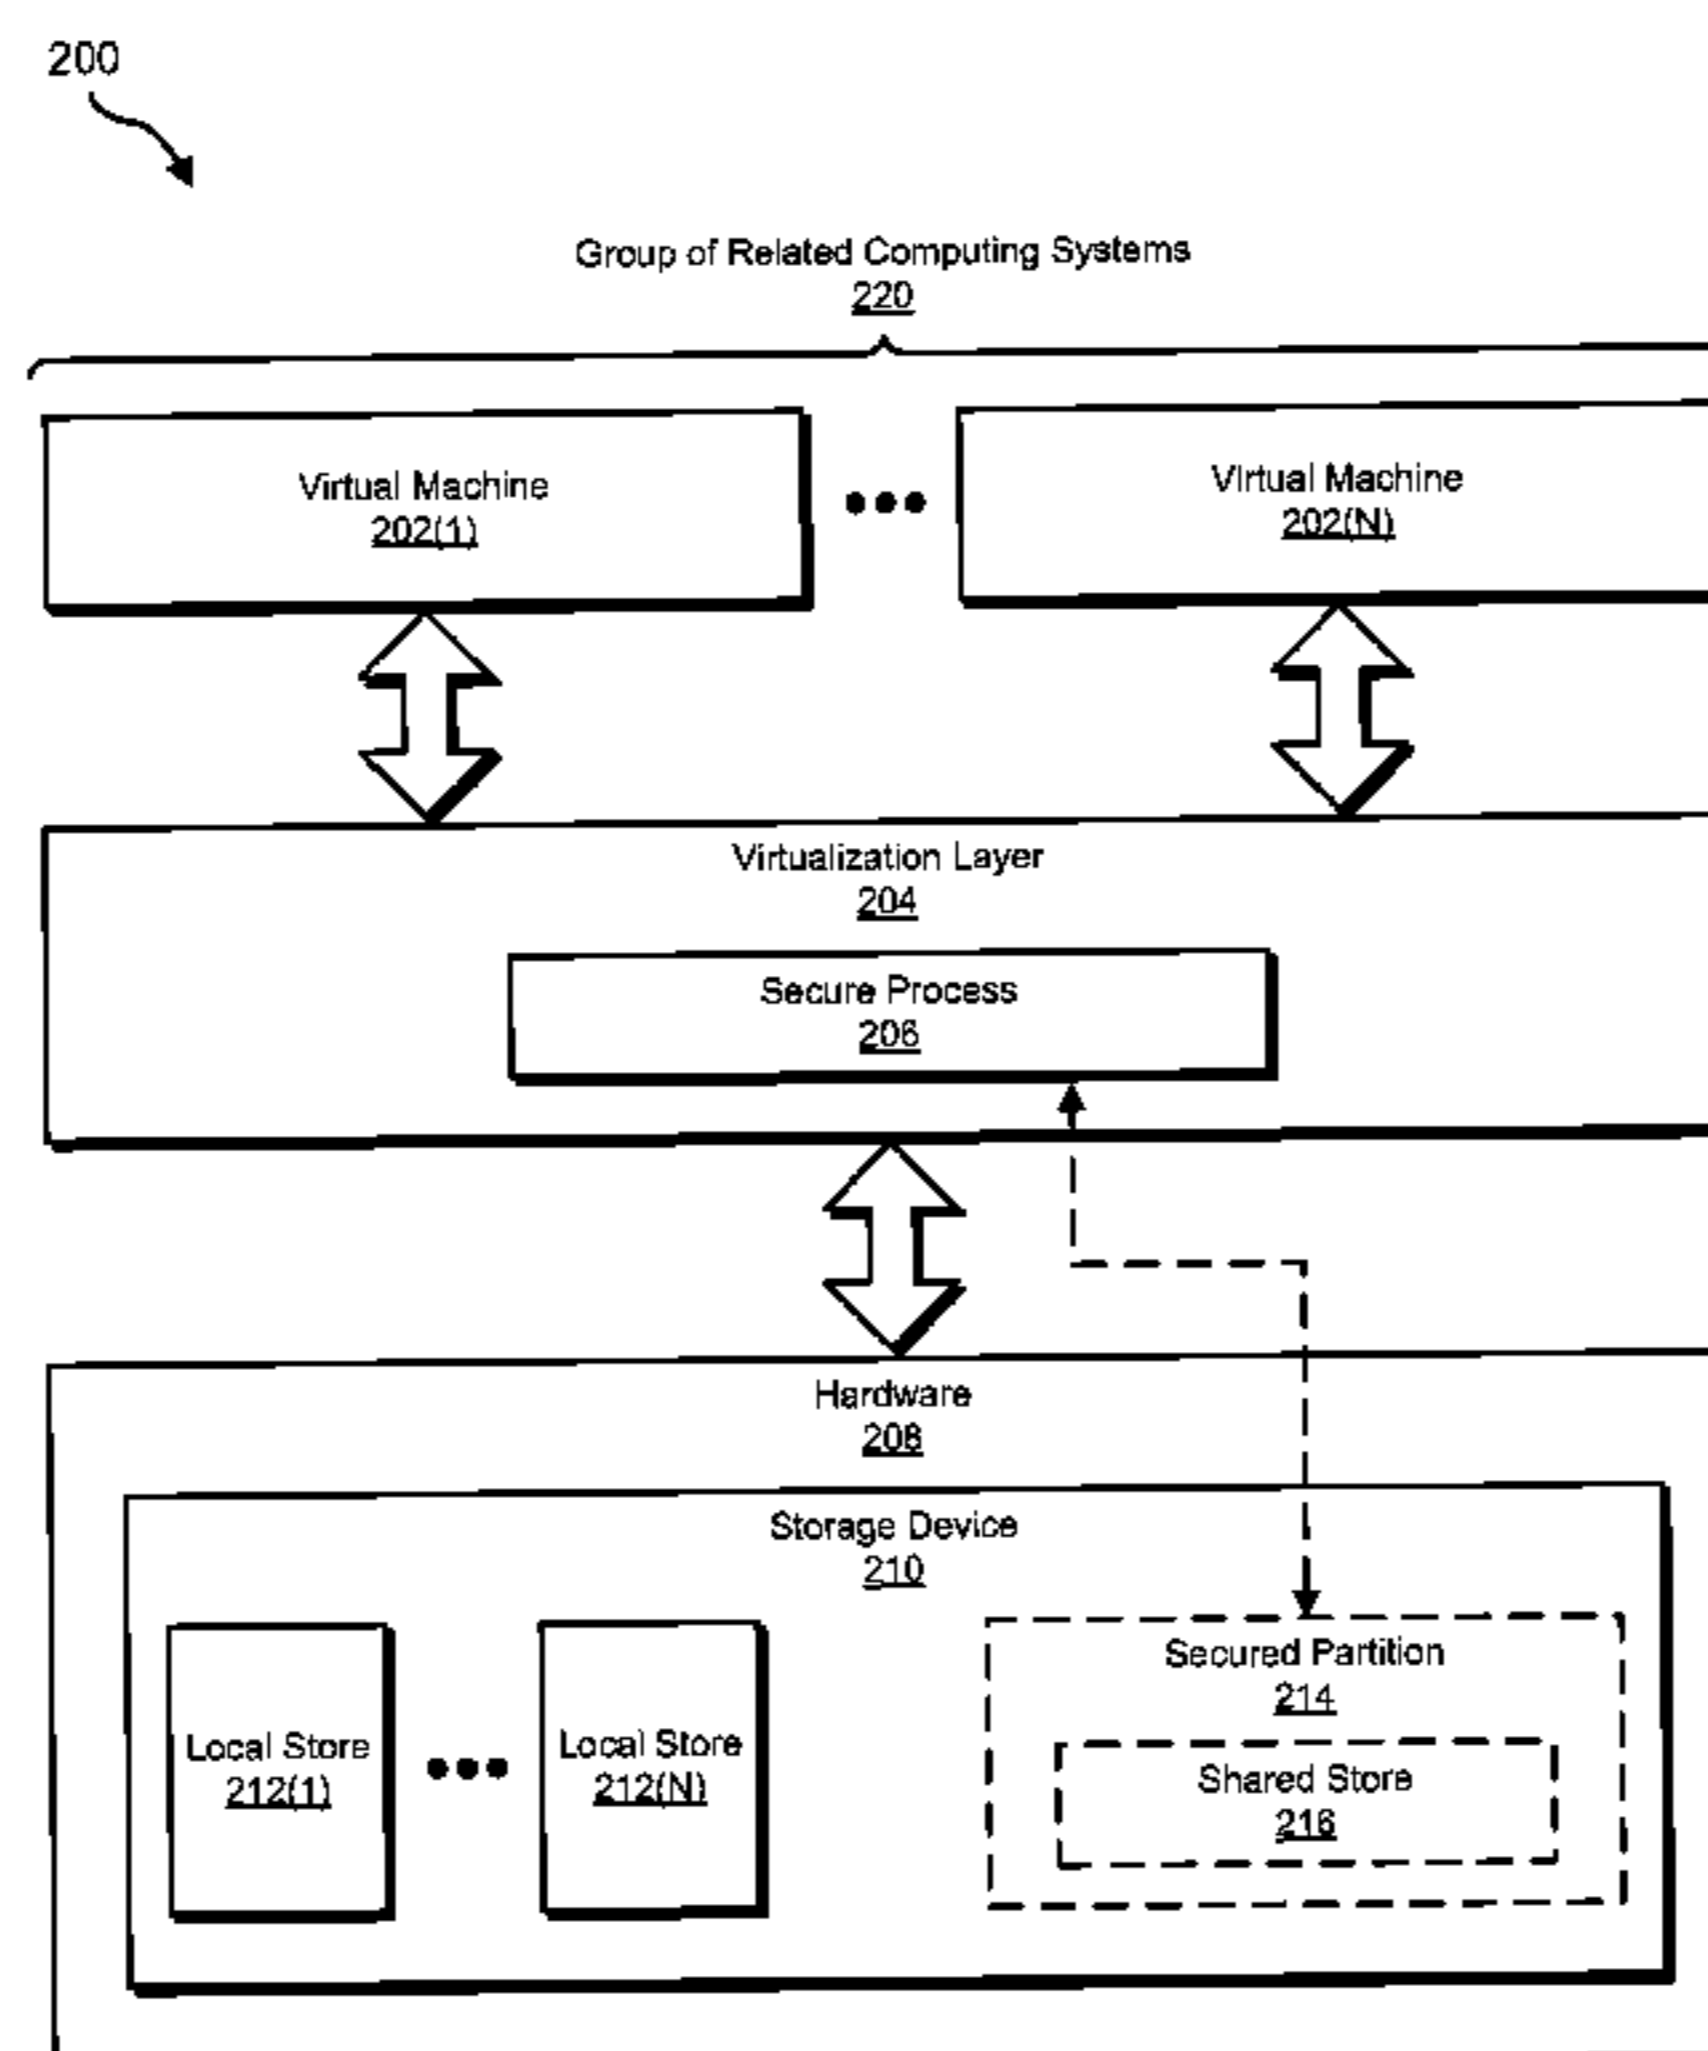 200
Group of Related Computing Systems
220
Virtual Machine
202(1)
Virtual Machine
202(N)
Virtualization Layer
204
Secure Process
206
Hardware
208
Storage Device
210
Local Store
212(1)
Local Store
212(N)
Secured Partition
214
Shared Store
216